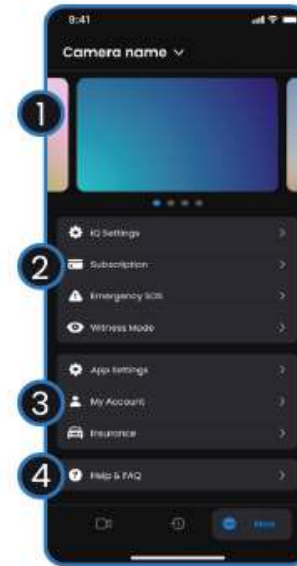 9:41
Camera name
1
iQ Settings
2
Subscription
Emergency SOS
Witness Mode
App Settings
3
My Account
Insurance
4
Help & FAQ
More